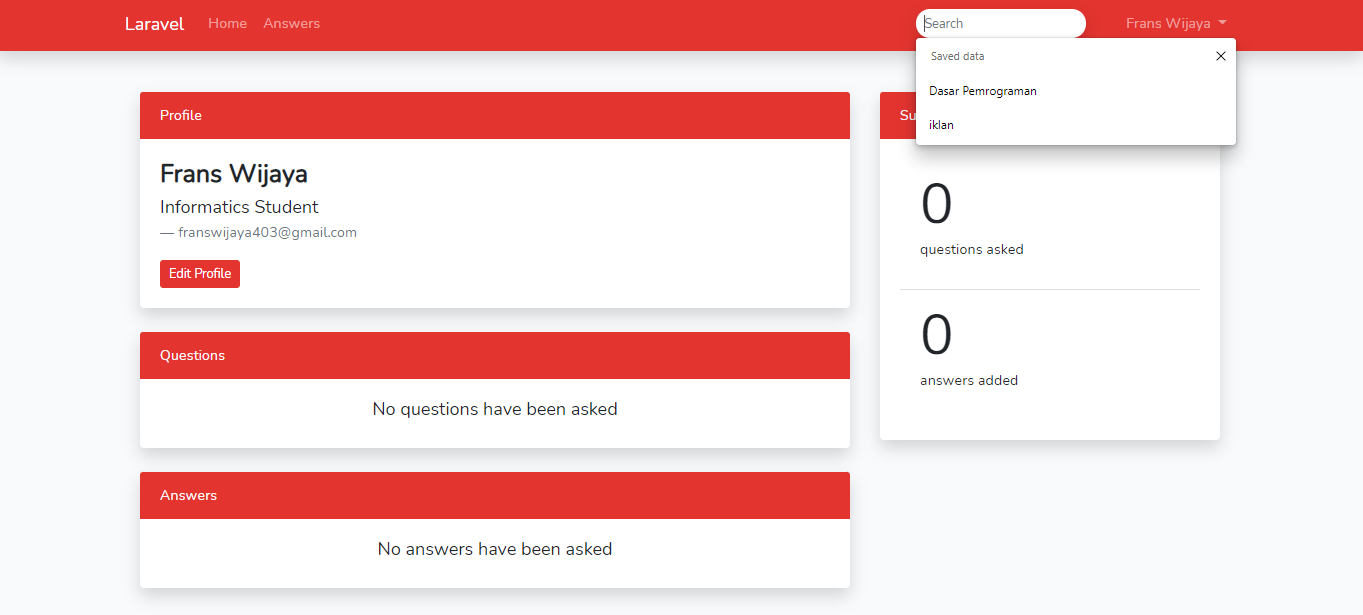 Laravel Home Answers Search Frans Wijaya
Saved data
Dasar Pemrograman
iklan
Profile
Frans Wijaya
Informatics Student
— franswijaya403@gmail.com
Edit Profile
Questions
No questions have been asked
Answers
No answers have been asked
Su
0
questions asked
0
answers added